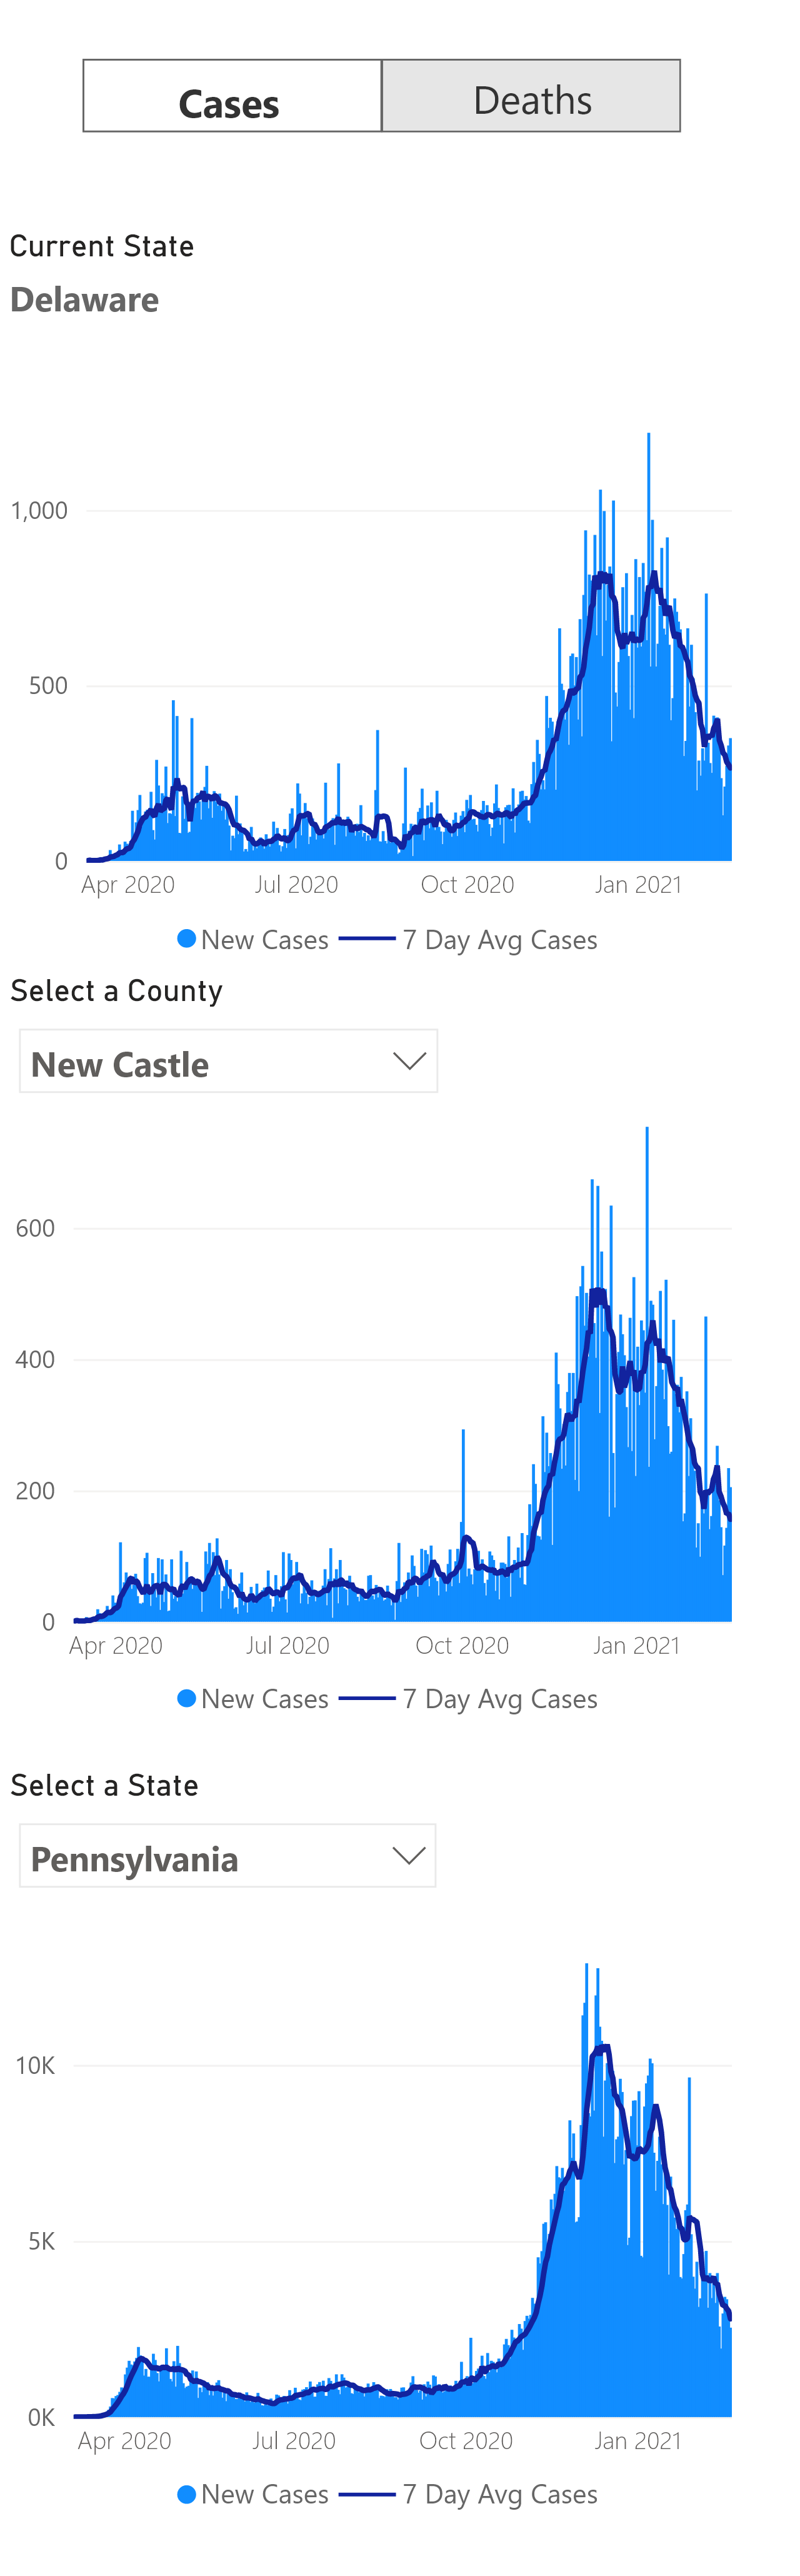 Cases Deaths
Current State
Delaware
1,000
500
0
Apr 2020 Jul 2020 Oct 2020 Jan 2021
New Cases 7 Day Avg Cases
Select a County
New Castle
600
400
200
0
Apr 2020 Jul 2020 Oct 2020 Jan 2021
New Cases 7 Day Avg Cases
Select a State
Pennsylvania
10K
5K
0K
Apr 2020 Jul 2020 Oct 2020 Jan 2021
New Cases 7 Day Avg Cases